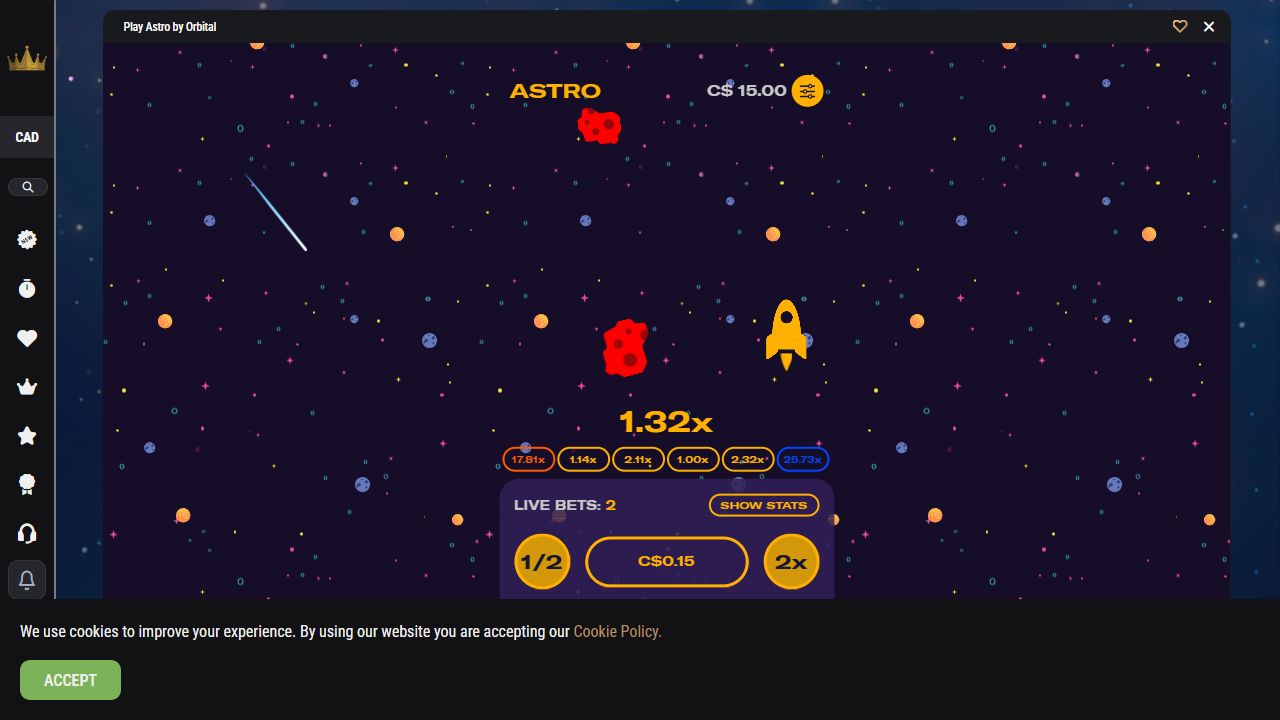 Play Astro by Orbital
CAD
NEW
ASTRO
C$ 15.00
1.32x
17.81x 1.14x 2.11x 1.00x 2.32x 25.73x
LIVE BETS: 2
SHOW STATS
1/2
C$0.15
2x
We use cookies to improve your experience. By using our website you are accepting our Cookie Policy.
ACCEPT